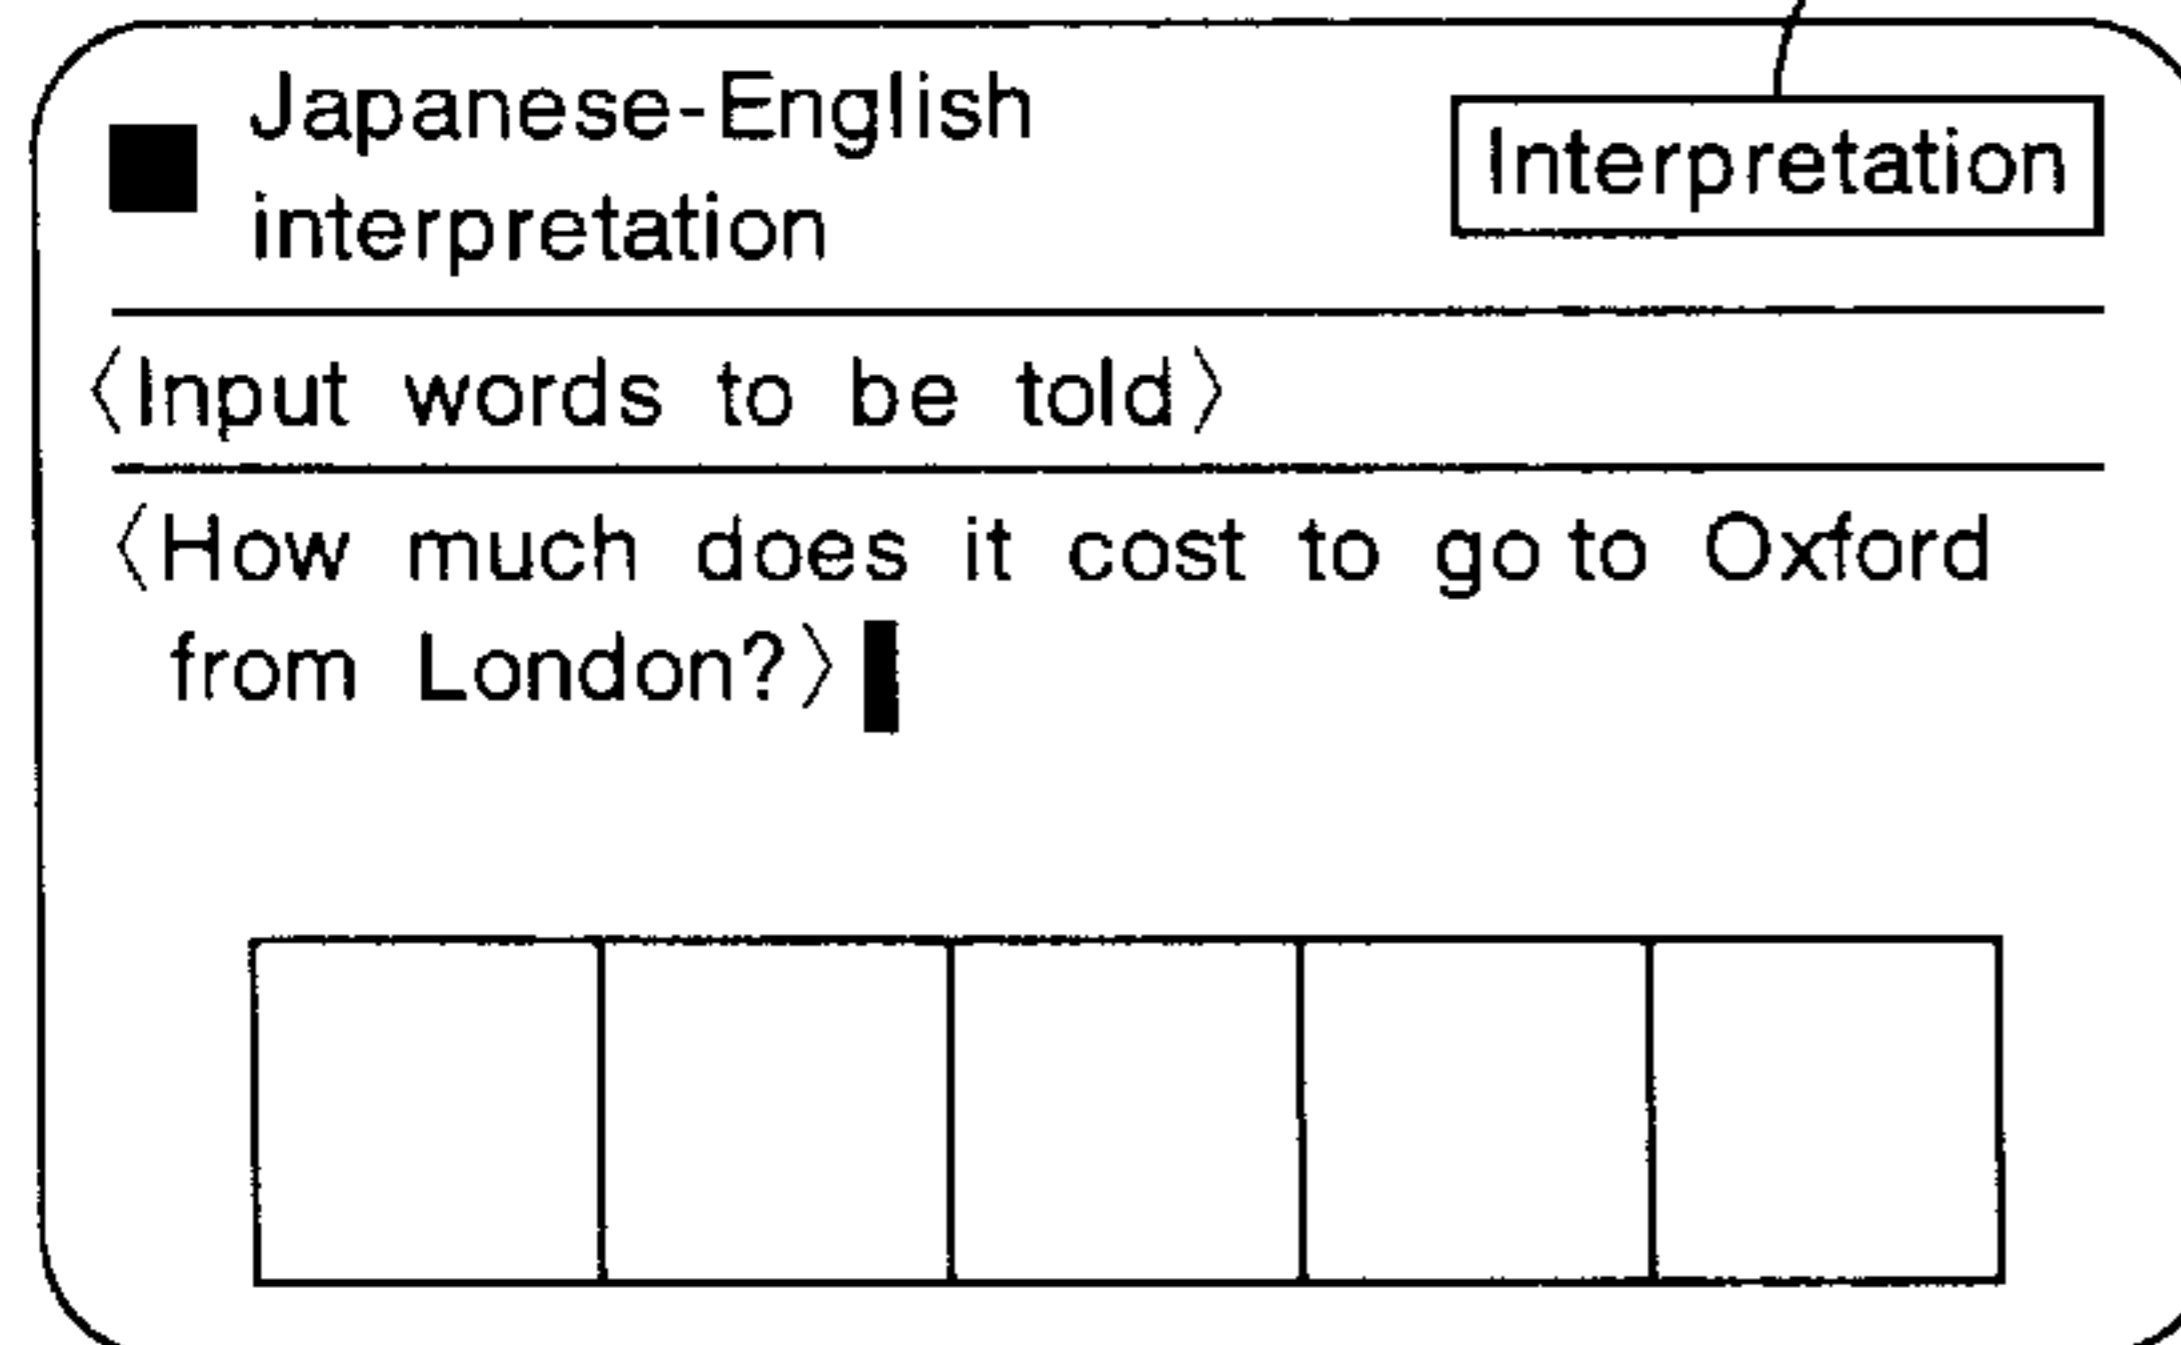 Japanese-English
interpretation
Interpretation
〈Input words to be told〉
〈How much does it cost to go to Oxford
from London?〉